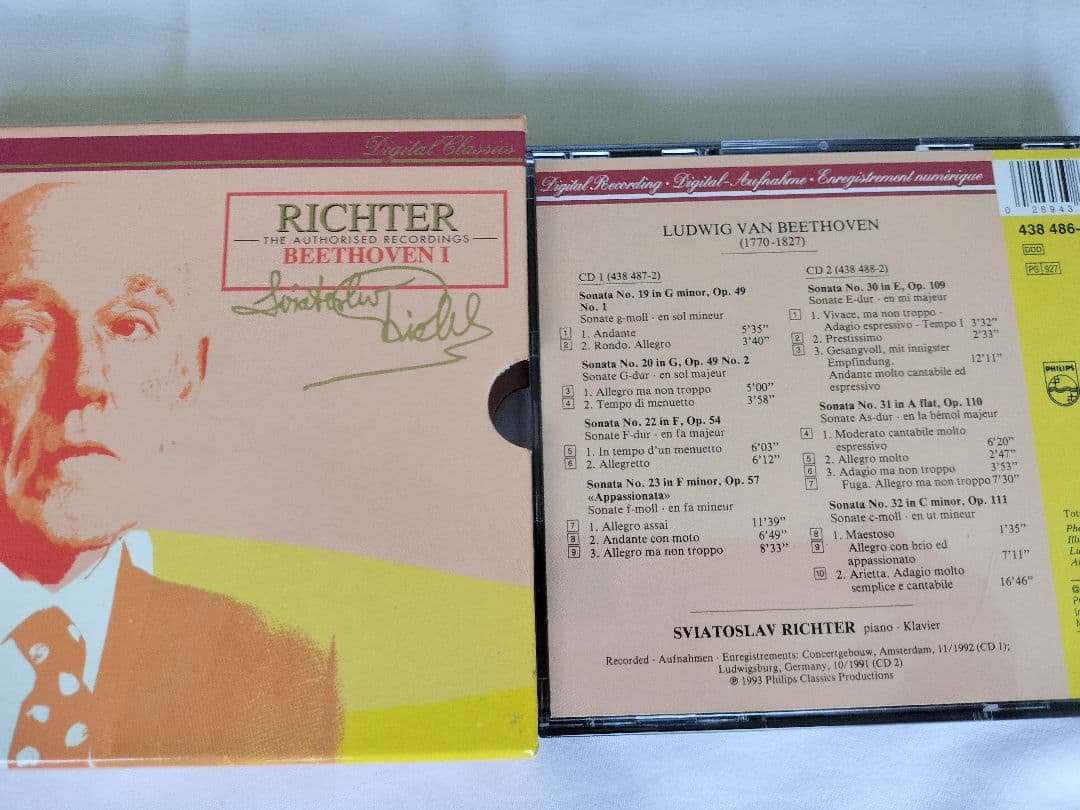 Digital Classics
RICHTER
THE AUTHORISED RECORDINGS
BEETHOVEN I
Sviatoslav Richter
Digital Recording · Digital-Aufnahme · Enregistrement numérique
LUDWIG VAN BEETHOVEN
(1770-1827)
CD 1 (438 487-2)
Sonata No. 19 in G minor, Op. 49
No. 1
Sonate g-moll · en sol mineur
1 1. Andante 5'35"
2 2. Rondo. Allegro 3'40"
Sonata No. 20 in G, Op. 49 No. 2
Sonate G-dur · en sol majeur
3 1. Allegro ma non troppo 5'00"
4 2. Tempo di menuetto 3'58"
Sonata No. 22 in F, Op. 54
Sonate F-dur · en fa majeur
5 1. In tempo d'un menuetto 6'03"
6 2. Allegretto 6'12"
Sonata No. 23 in F minor, Op. 57
«Appassionata»
Sonate f-moll · en fa mineur
7 1. Allegro assai 11'39"
8 2. Andante con moto 6'49"
9 3. Allegro ma non troppo 8'33"
CD 2 (438 488-2)
Sonata No. 30 in E, Op. 109
Sonate E-dur · en mi majeur
1 1. Vivace, ma non troppo -
Adagio espressivo - Tempo I 3'32"
2 2. Prestissimo 2'33"
3 3. Gesangvoll, mit innigster
Empfindung. 12'11"
Andante molto cantabile ed
espressivo
Sonata No. 31 in A flat, Op. 110
Sonate As-dur · en la bémol majeur
4 1. Moderato cantabile molto
espressivo 6'20"
5 2. Allegro molto 2'47"
6 3. Adagio ma non troppo 3'53"
7 Fuga. Allegro ma non troppo 7'30"
Sonata No. 32 in C minor, Op. 111
Sonate c-moll · en ut mineur
8 1. Maestoso 1'35"
9 Allegro con brio ed
appassionato 7'11"
10 2. Arietta. Adagio molto
semplice e cantabile 16'46"
SVIATOSLAV RICHTER piano · Klavier
Recorded · Aufnahmen · Enregistrements: Concertgebouw, Amsterdam, 11/1992 (CD 1);
Ludwigsburg, Germany, 10/1991 (CD 2)
℗ 1993 Philips Classics Productions
0 28943
438 486-
DDD
PG 927
PHILIPS